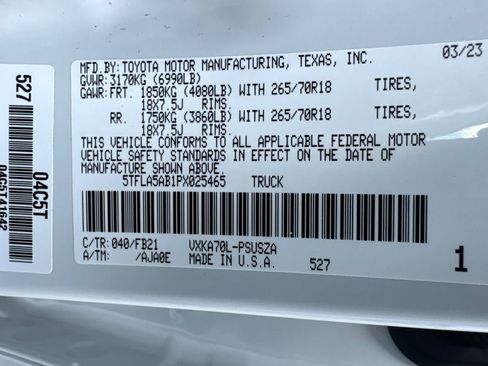 MFD.BY: TOYOTA MOTOR MANUFACTURING, TEXAS, INC. 03/23
GVWR: 3170KG (6990LB)
GAWR: FRT. 1850KG (4080LB) WITH 265/70R18 TIRES,
18X7.5J RIMS.
RR. 1750KG (3860LB) WITH 265/70R18 TIRES,
18X7.5J RIMS.
THIS VEHICLE CONFORMS TO ALL APPLICABLE FEDERAL MOTOR
VEHICLE SAFETY STANDARDS IN EFFECT ON THE DATE OF
MANUFACTURE SHOWN ABOVE.
5TFLA5AB1PX025465 TRUCK
C/TR: 040/FB21 VXKA70L-PSUSZA
A/TM: /AJA0E MADE IN U.S.A. 527 1
527
04C5T
04C5T41642